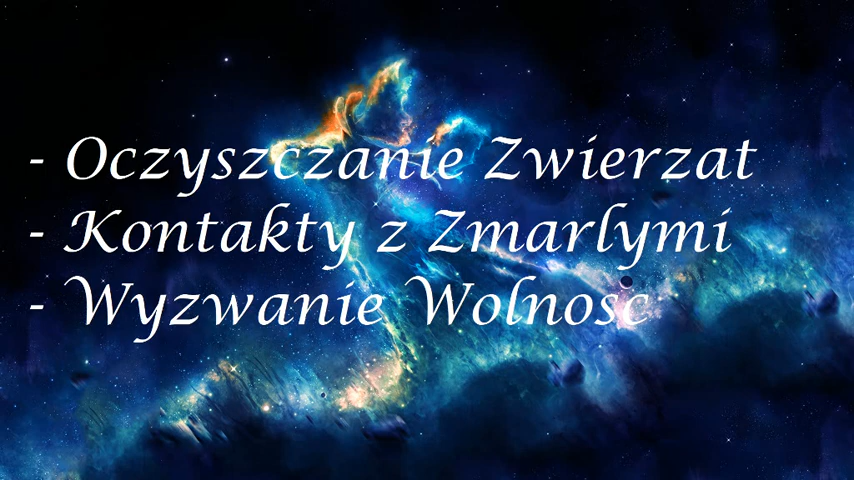 - Oczyszczanie Zwierzat
- Kontakty z Zmarlymi
- Wyzwanie Wolnosc